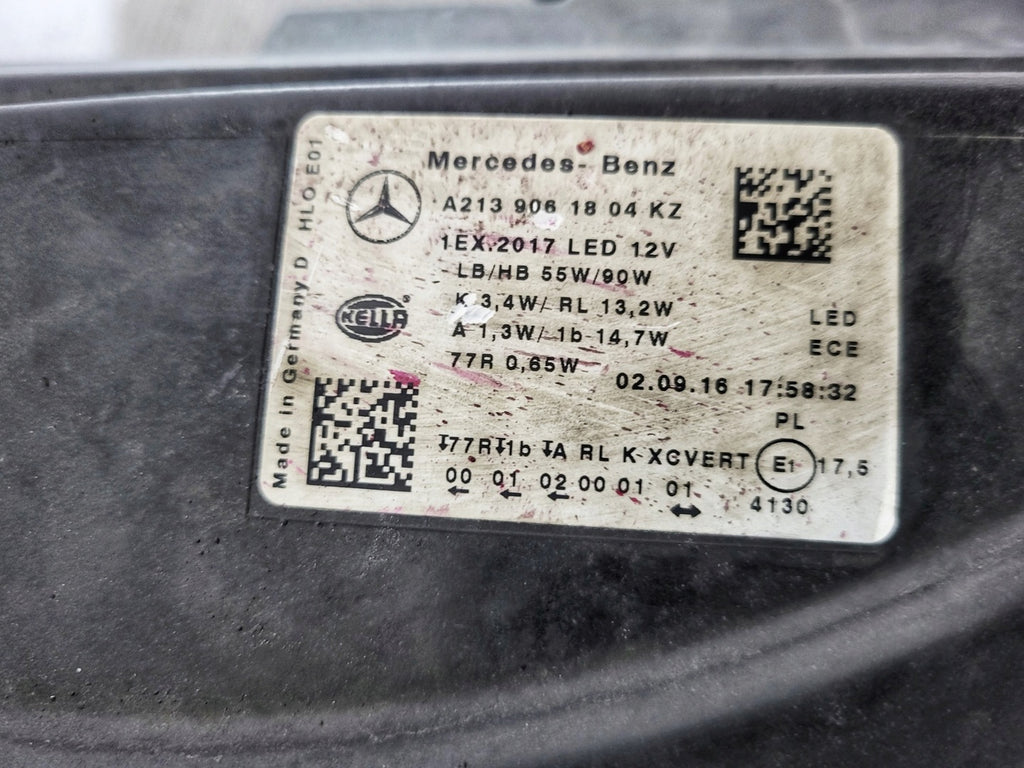 Mercedes-Benz
A213 906 18 04 KZ
1EX.2017 LED 12V
LB/HB 55W/90W
K 3,4W/ RL 13,2W
A 1,3W/ 1b 14,7W
77R 0,65W
HELLA®
LED
ECE
02.09.16 17:58:32
PL
77R 1b A RL K XCVERT E1 17,5
00 01 02 00 01 01 4130
Made in Germany D / HLO E01